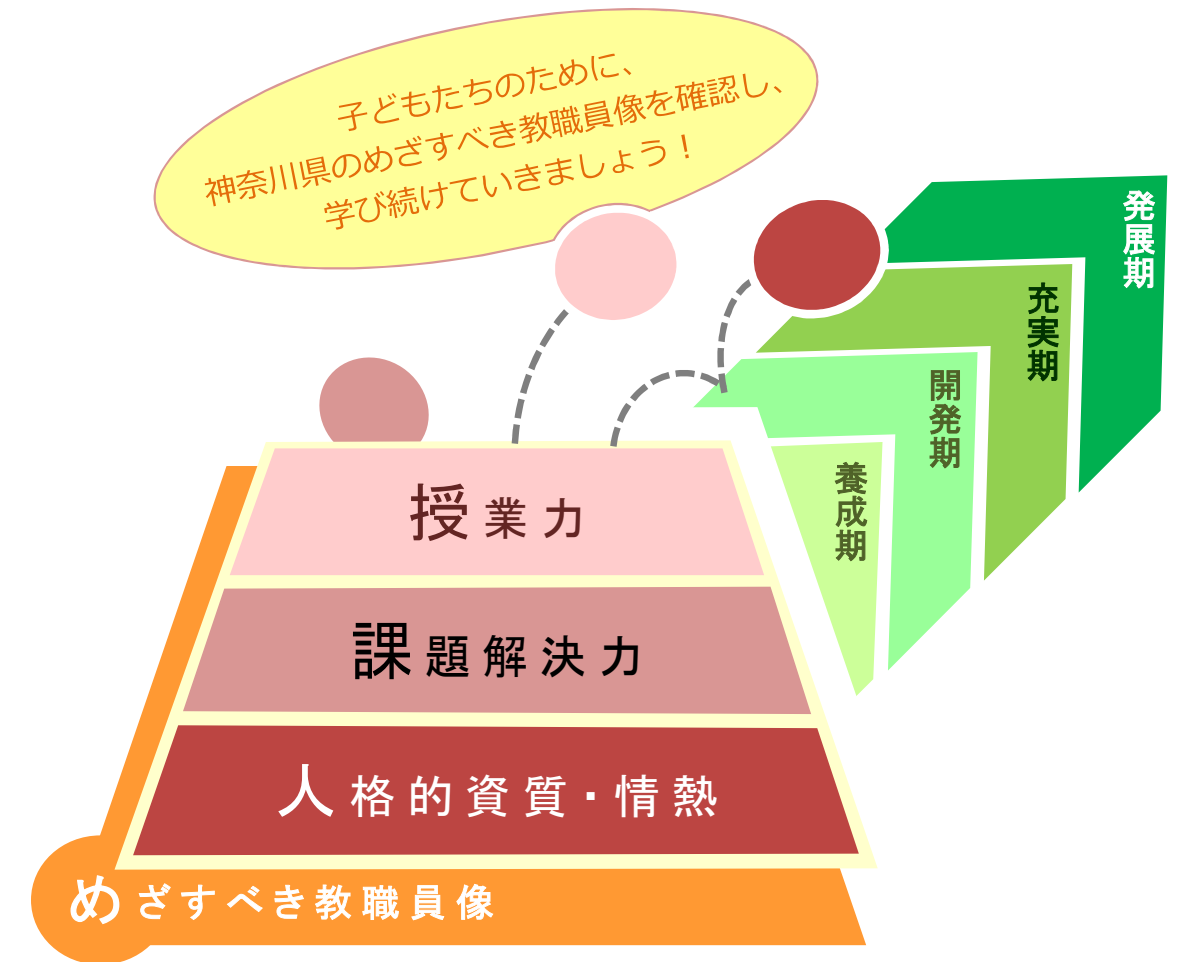 子どもたちのために、
神奈川県のめざすべき教職員像を確認し、
学び続けていきましょう！
発展期
充実期
開発期
養成期
授業力
課題解決力
人格的資質・情熱
めざすべき教職員像